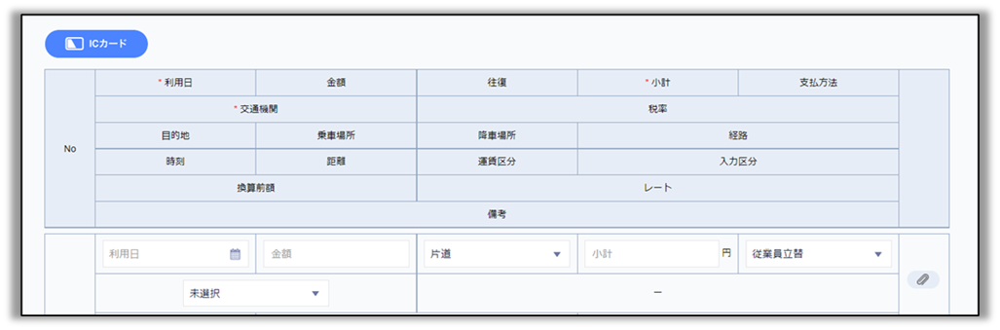 ICカード
* 利用日 金額 往復 * 小計 支払方法
* 交通機関 税率
No 目的地 乗車場所 降車場所 経路
時刻 距離 運賃区分 入力区分
換算前額 レート
備考
利用日 金額 片道 小計 円 従業員立替
未選択 ー